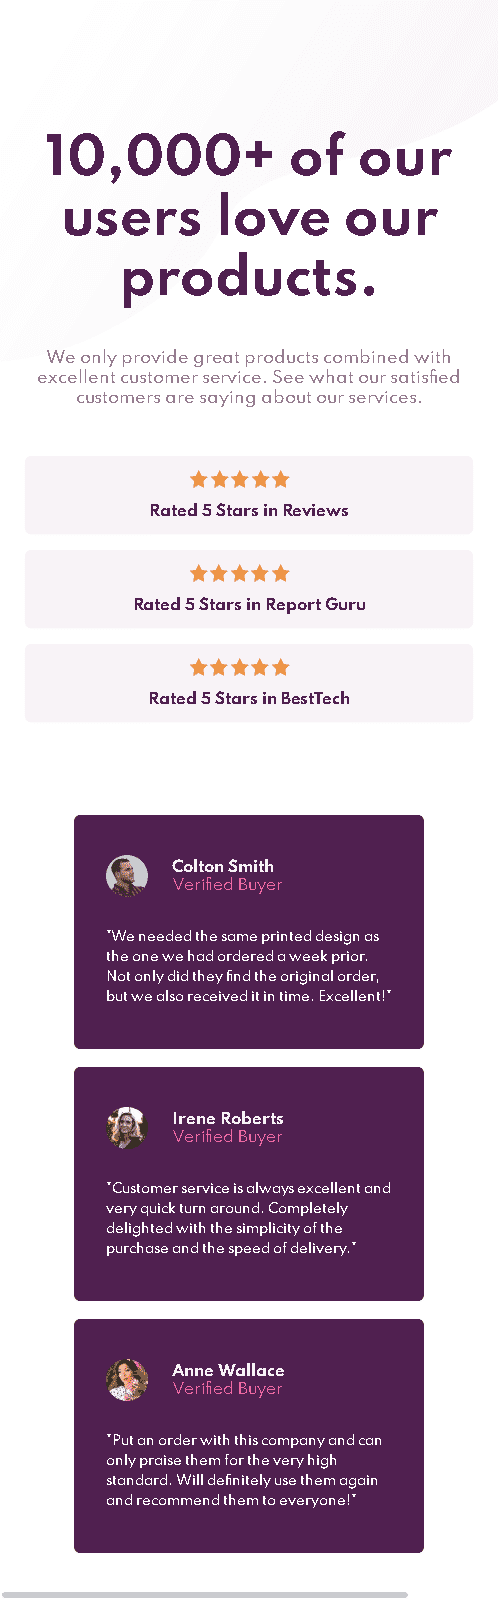 10,000+ of our
users love our
products.
We only provide great products combined with
excellent customer service. See what our satisfied
customers are saying about our services.
Rated 5 Stars in Reviews
Rated 5 Stars in Report Guru
Rated 5 Stars in BestTech
Colton Smith
Verified Buyer
"We needed the same printed design as
the one we had ordered a week prior.
Not only did they find the original order,
but we also received it in time. Excellent!"
Irene Roberts
Verified Buyer
"Customer service is always excellent and
very quick turn around. Completely
delighted with the simplicity of the
purchase and the speed of delivery."
Anne Wallace
Verified Buyer
"Put an order with this company and can
only praise them for the very high
standard. Will definitely use them again
and recommend them to everyone!"